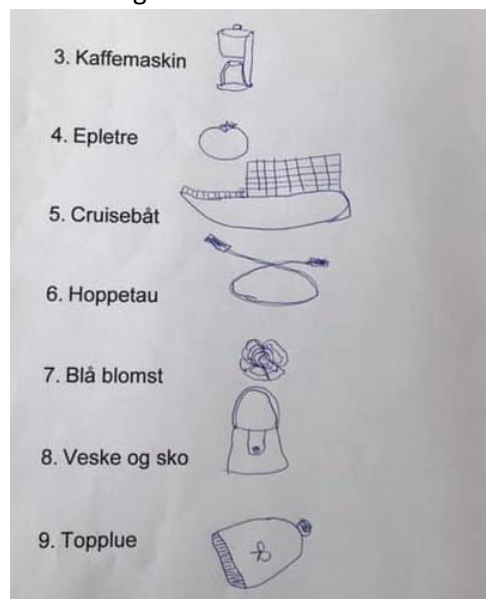 3. Kaffemaskin
4. Epletre
5. Cruisebåt
6. Hoppetau
7. Blå blomst
8. Veske og sko
9. Topplue